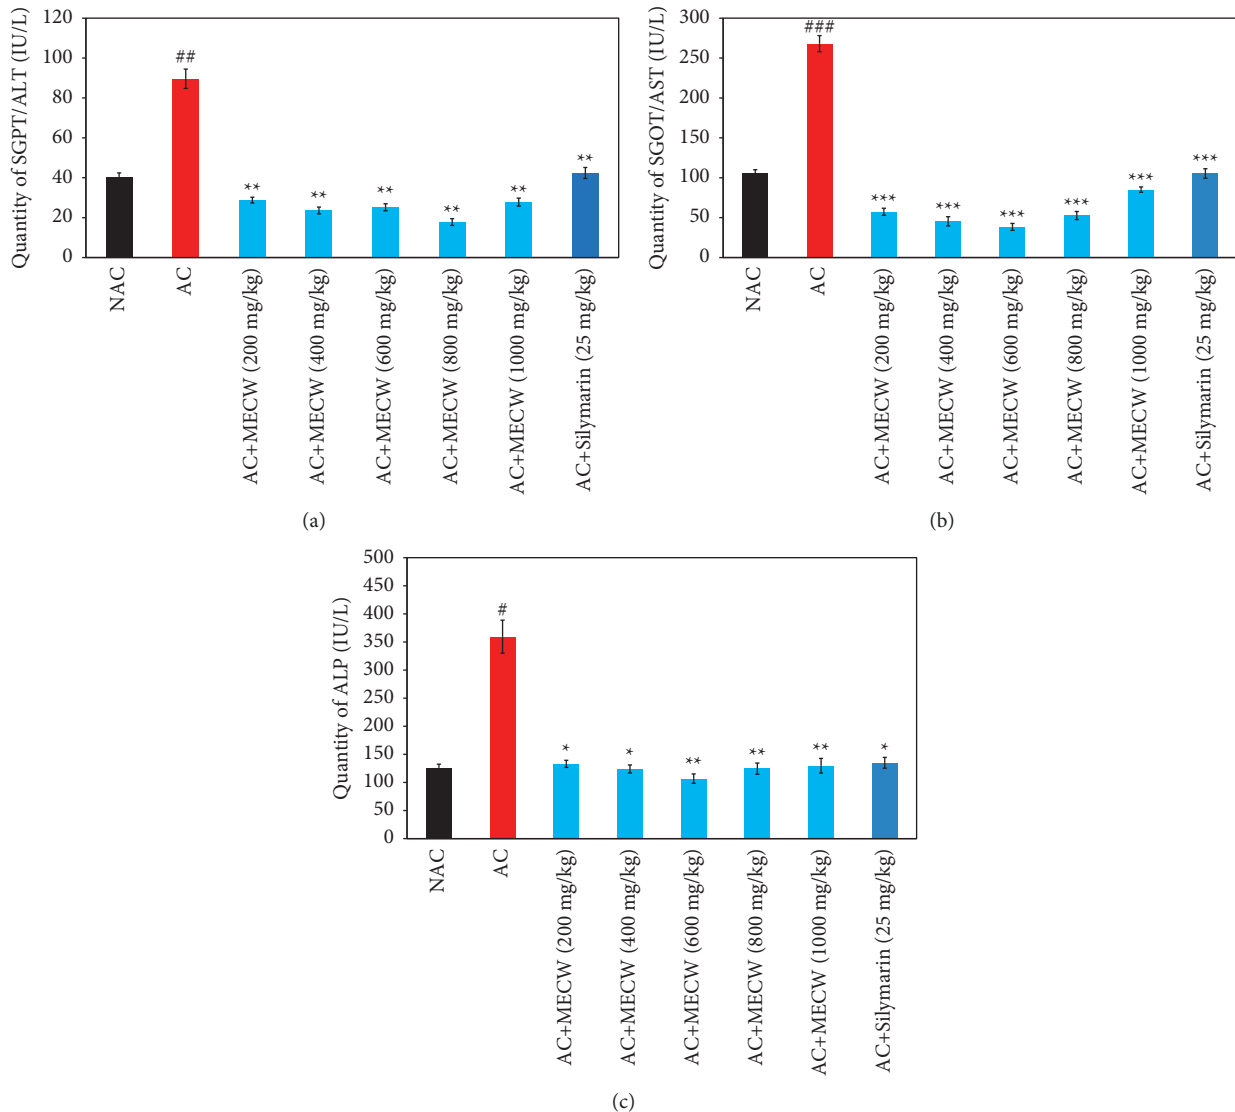 Quantity of SGPT/ALT (IU/L)
120
100
80
60
40
20
0
##
**
**
**
**
**
**
NAC
AC
AC+MECW (200 mg/kg)
AC+MECW (400 mg/kg)
AC+MECW (600 mg/kg)
AC+MECW (800 mg/kg)
AC+MECW (1000 mg/kg)
AC+Silymarin (25 mg/kg)
(a)
Quantity of SGOT/AST (IU/L)
300
250
200
150
100
50
0
###
***
***
***
***
***
***
NAC
AC
AC+MECW (200 mg/kg)
AC+MECW (400 mg/kg)
AC+MECW (600 mg/kg)
AC+MECW (800 mg/kg)
AC+MECW (1000 mg/kg)
AC+Silymarin (25 mg/kg)
(b)
Quantity of ALP (IU/L)
500
450
400
350
300
250
200
150
100
50
0
#
*
*
**
**
**
*
NAC
AC
AC+MECW (200 mg/kg)
AC+MECW (400 mg/kg)
AC+MECW (600 mg/kg)
AC+MECW (800 mg/kg)
AC+MECW (1000 mg/kg)
AC+Silymarin (25 mg/kg)
(c)